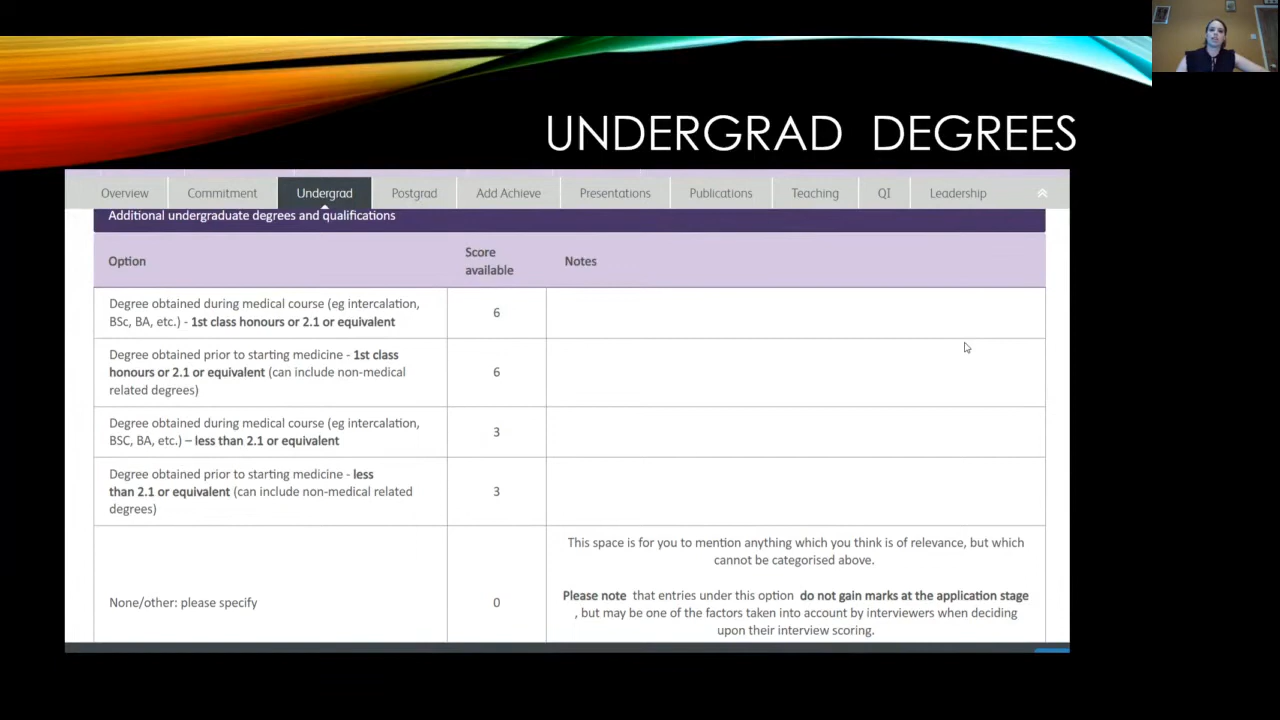 UNDERGRAD DEGREES
Overview Commitment Undergrad Postgrad Add Achieve Presentations Publications Teaching QI Leadership
Additional undergraduate degrees and qualifications
Option
Score
available
Notes
Degree obtained during medical course (eg intercalation,
BSc, BA, etc.) - 1st class honours or 2.1 or equivalent
6
Degree obtained prior to starting medicine - 1st class
honours or 2.1 or equivalent (can include non-medical
related degrees)
6
Degree obtained during medical course (eg intercalation,
BSC, BA, etc.) – less than 2.1 or equivalent
3
Degree obtained prior to starting medicine - less
than 2.1 or equivalent (can include non-medical related
degrees)
3
None/other: please specify
0
This space is for you to mention anything which you think is of relevance, but which
cannot be categorised above.
Please note that entries under this option do not gain marks at the application stage
, but may be one of the factors taken into account by interviewers when deciding
upon their interview scoring.